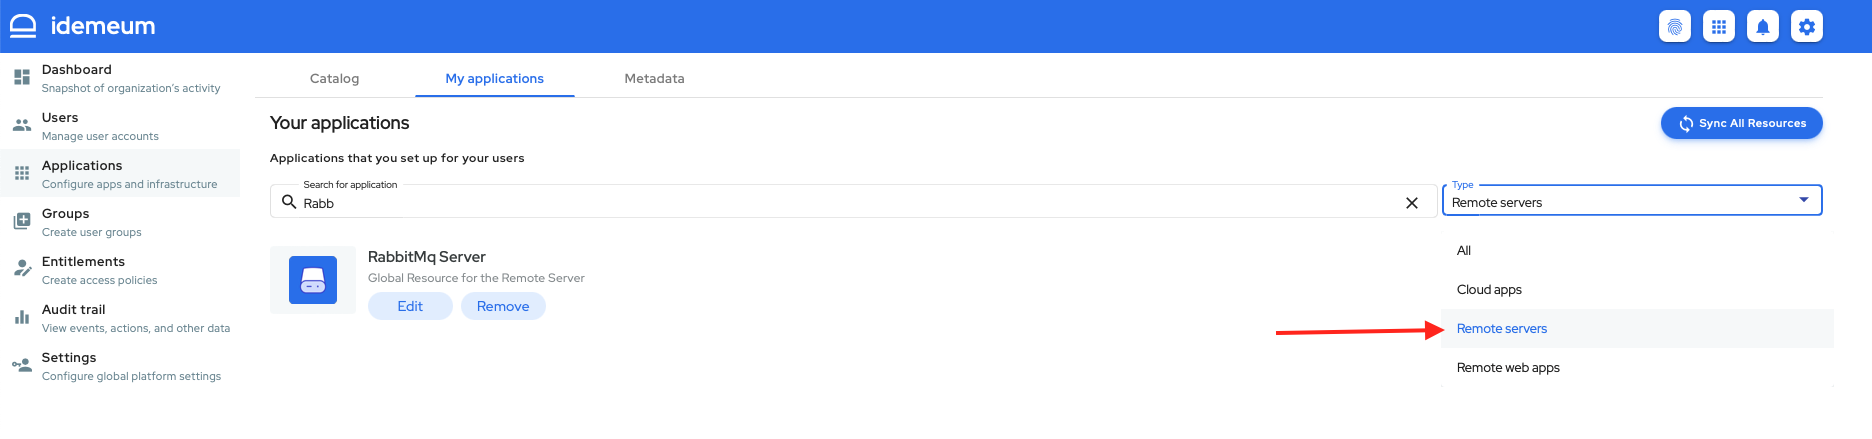 idemeum
Dashboard
Snapshot of organization's activity
Users
Manage user accounts
Applications
Configure apps and infrastructure
Groups
Create user groups
Entitlements
Create access policies
Audit trail
View events, actions, and other data
Settings
Configure global platform settings
Catalog
My applications
Metadata
Your applications
Sync All Resources
Applications that you set up for your users
Search for application
Rabb
Type
Remote servers
RabbitMq Server
Global Resource for the Remote Server
Edit
Remove
All
Cloud apps
Remote servers
Remote web apps